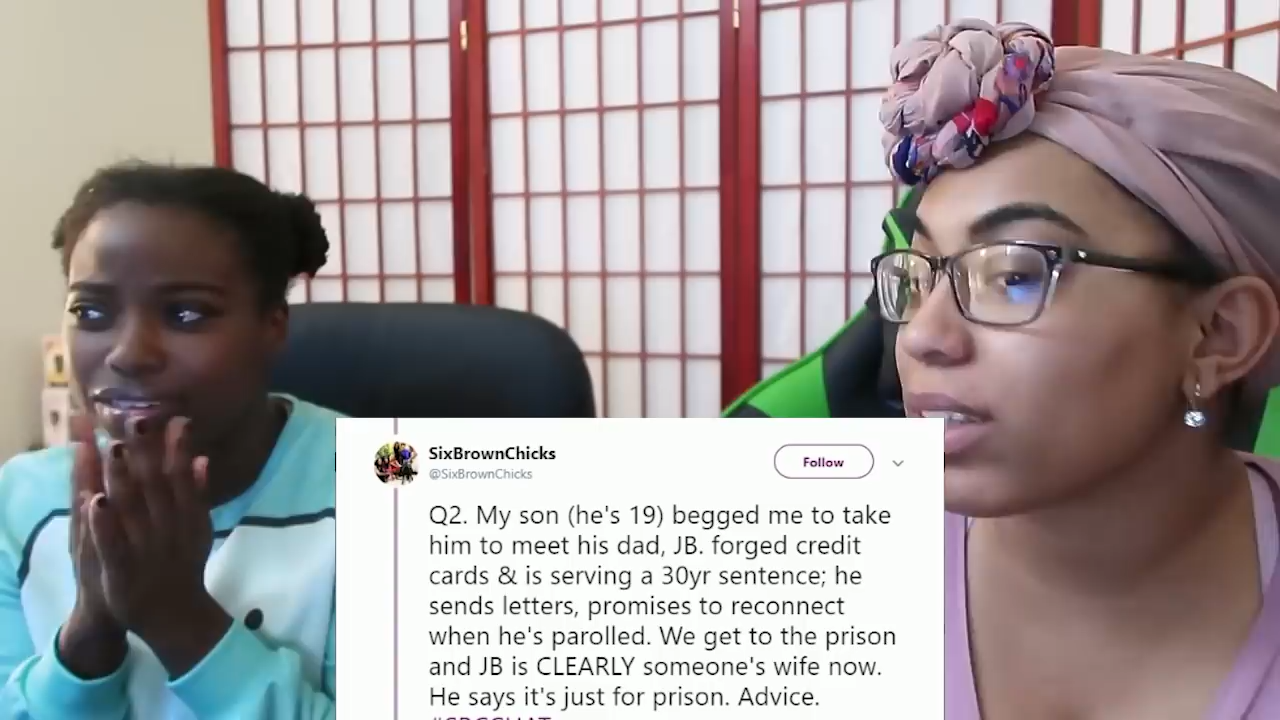 SixBrownChicks
@SixBrownChicks
Follow
Q2. My son (he's 19) begged me to take
him to meet his dad, JB. forged credit
cards & is serving a 30yr sentence; he
sends letters, promises to reconnect
when he's parolled. We get to the prison
and JB is CLEARLY someone's wife now.
He says it's just for prison. Advice.